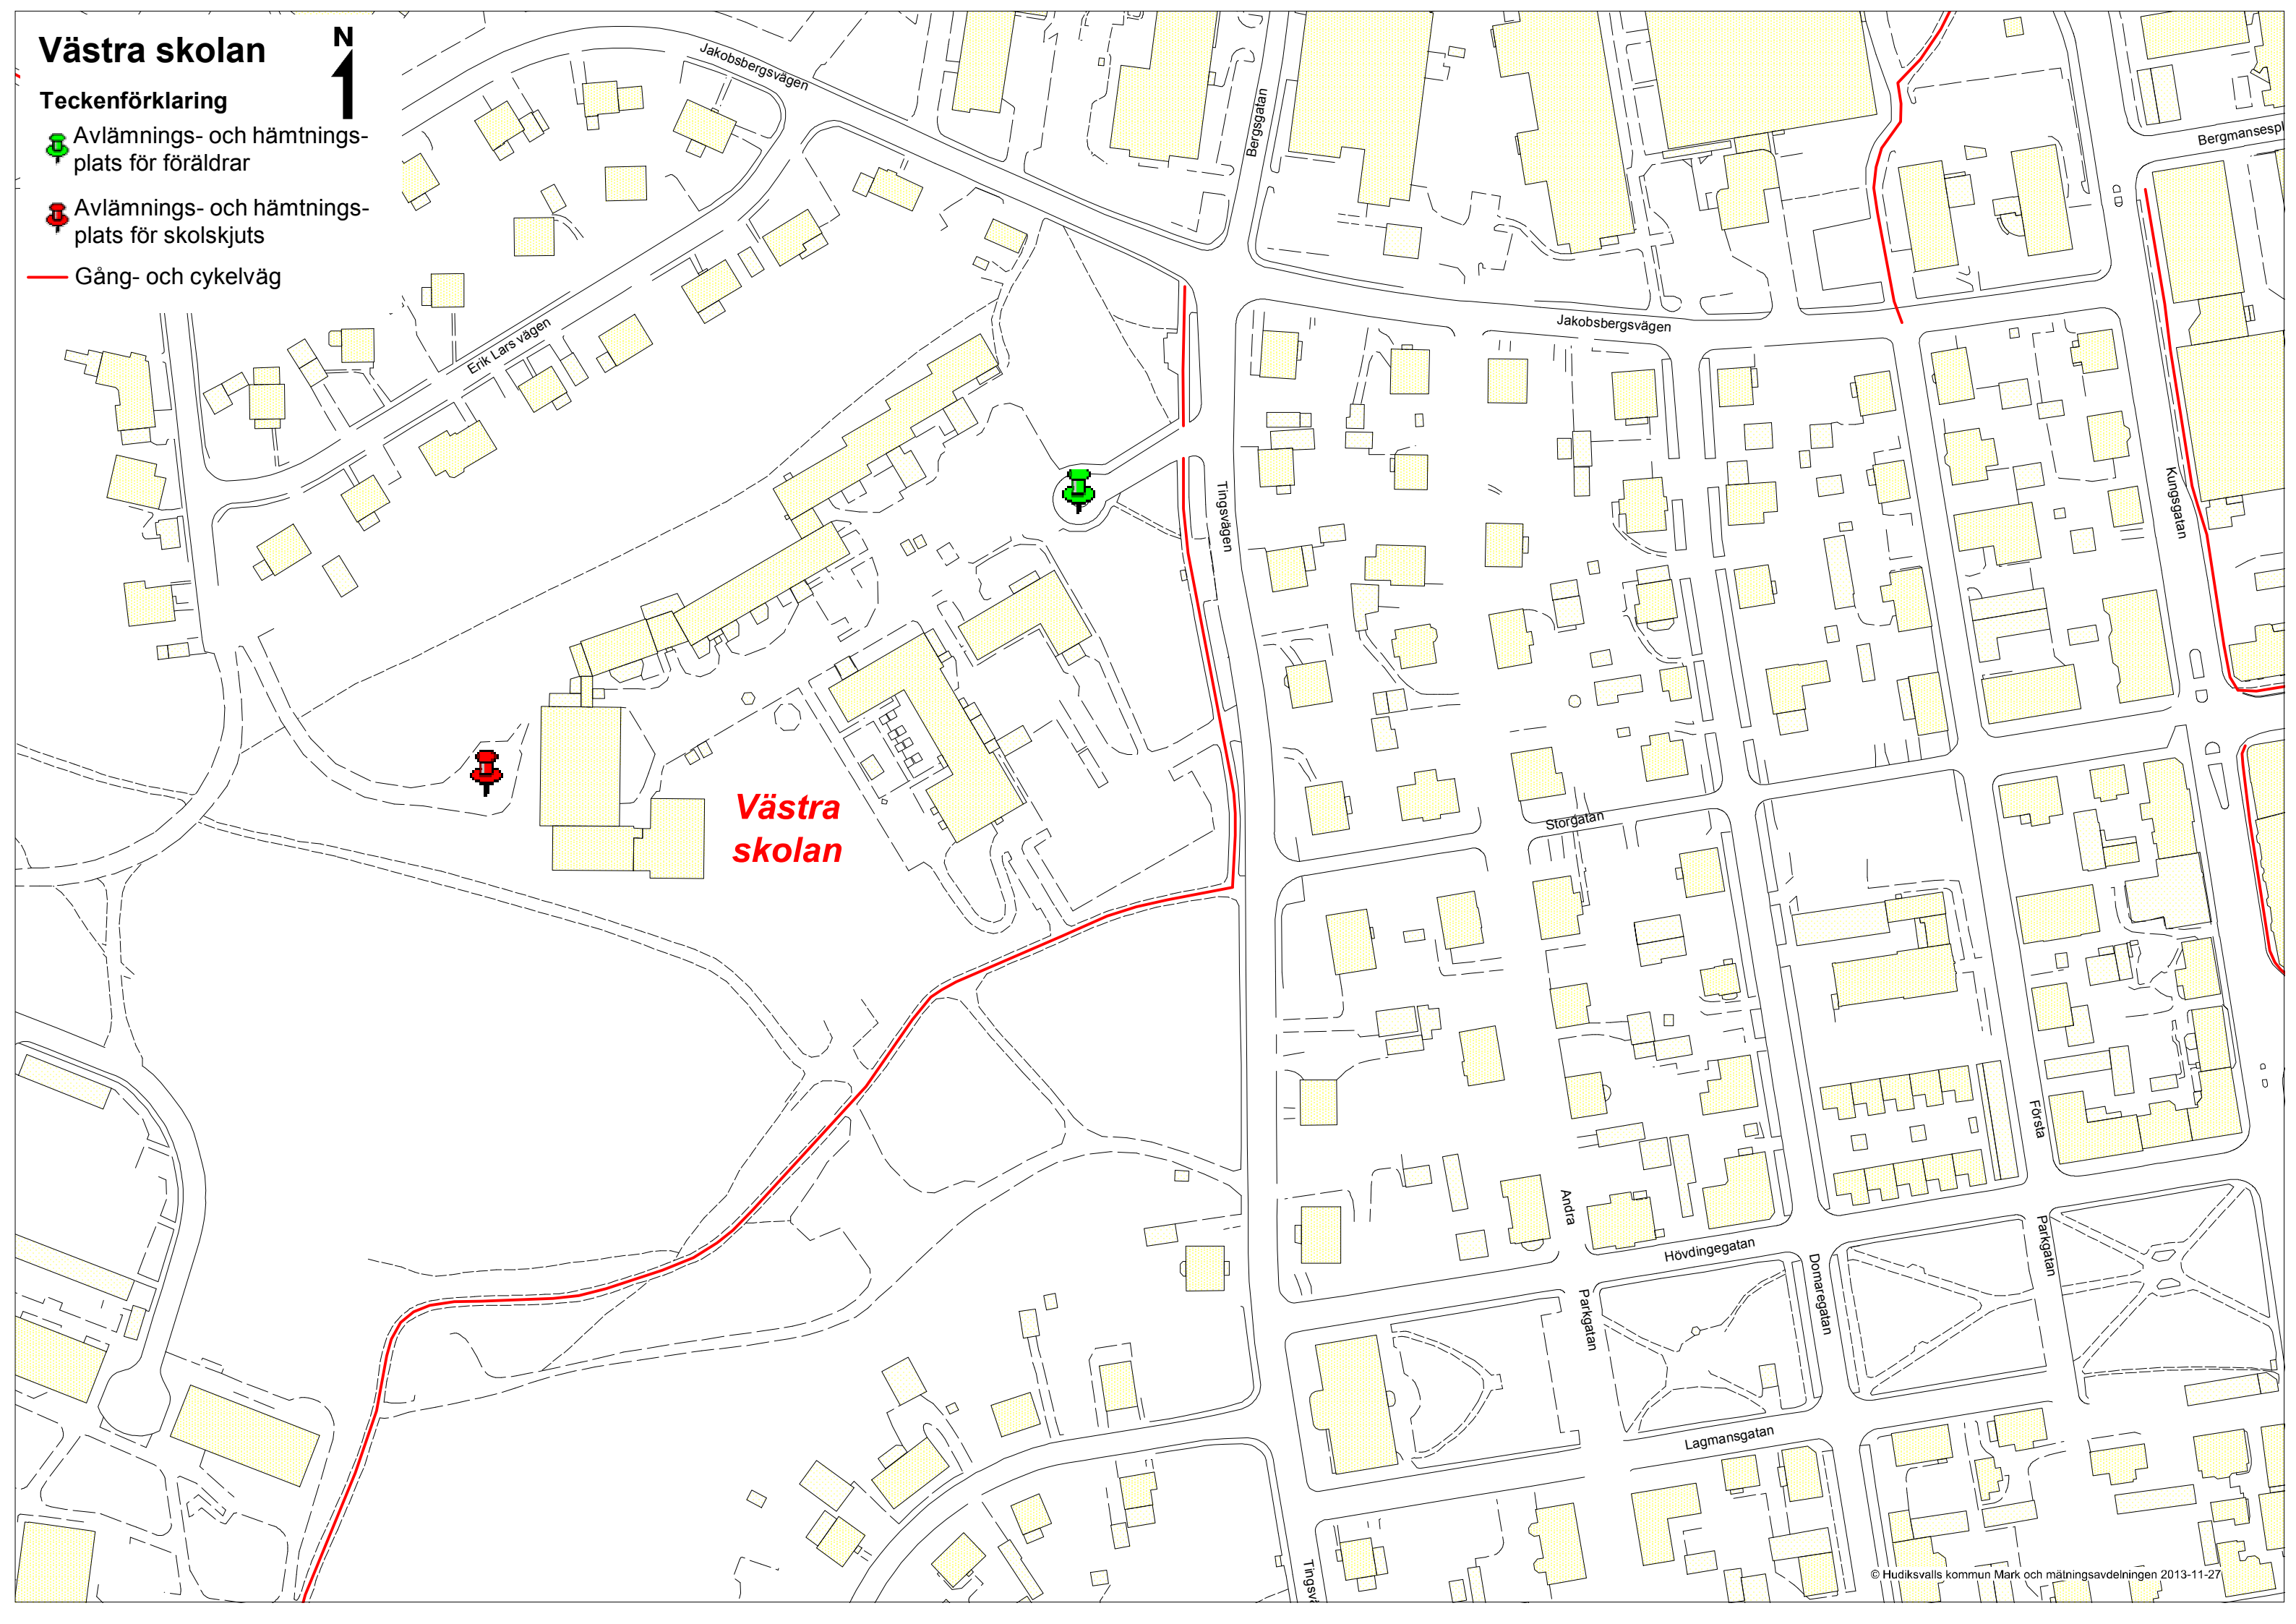 Västra skolan
N
Teckenförklaring
Avlämnings- och hämtnings-
plats för föräldrar
Avlämnings- och hämtnings-
plats för skolskjuts
Gång- och cykelväg
Jakobsbergsvägen
Bergsgatan
Bergmansespl
Erik Lars vägen
Jakobsbergsvägen
Tingsvägen
Kungsgatan
Västra
skolan
Storgatan
Första
Andra
Hövdingegatan
Parkgatan
Domaregatan
Parkgatan
Lagmansgatan
Tingsvä
© Hudiksvalls kommun Mark och mätningsavdelningen 2013-11-27